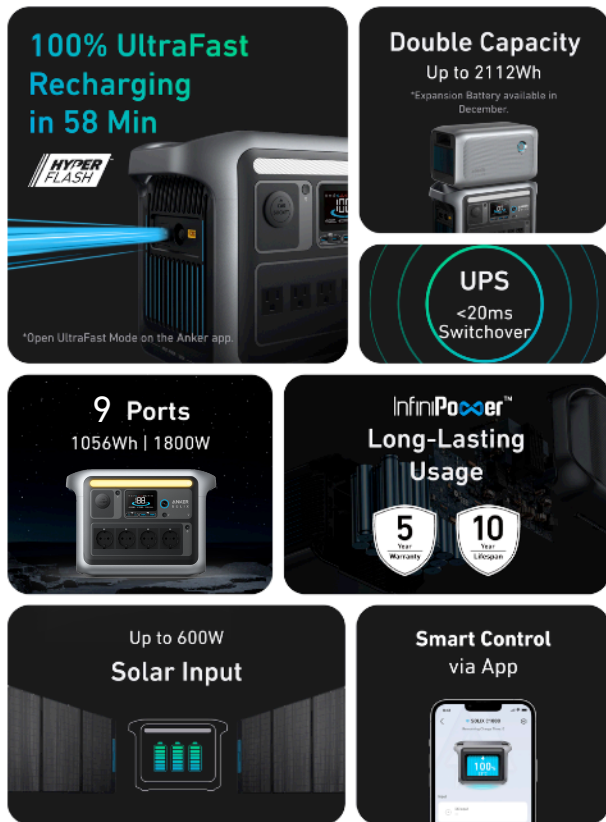 100% UltraFast
Recharging
in 58 Min
HYPER
FLASH
*Open UltraFast Mode on the Anker app.
Double Capacity
Up to 2112Wh
*Expansion Battery available in
December.
UPS
<20ms
Switchover
9 Ports
1056Wh | 1800W
ANKER
SOLIX
InfiniPower™
Long-Lasting
Usage
5
Year
Warranty
10
Year
Lifespan
Up to 600W
Solar Input
Smart Control
via App
100%